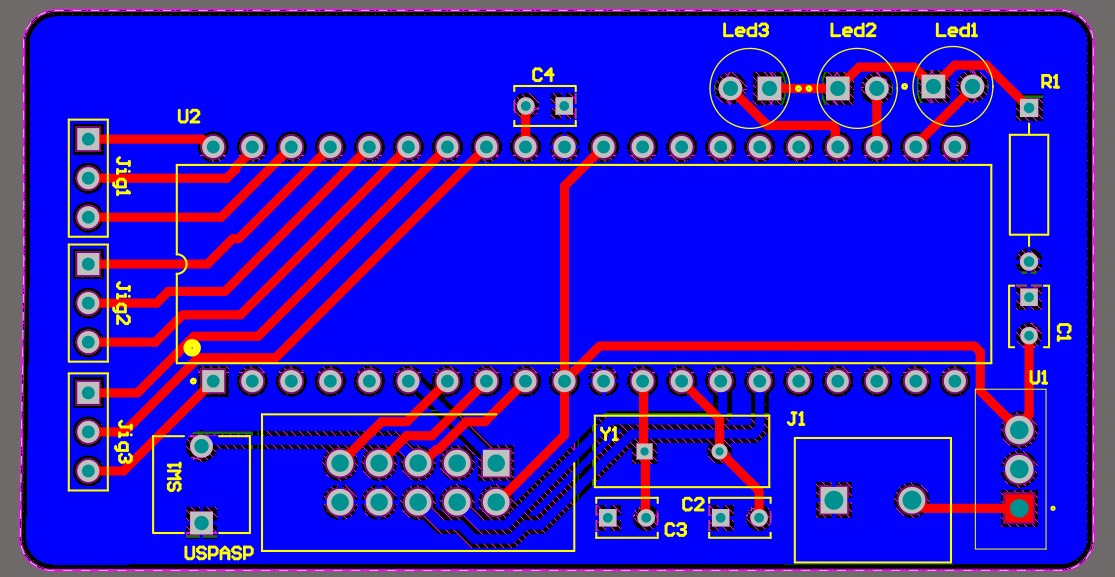 Led3 Led2 Led1
C4
R1
U2
Jig1
Jig2
C1
U1
J1
Y1
Jig3
SW1
C2
C3
USPASP